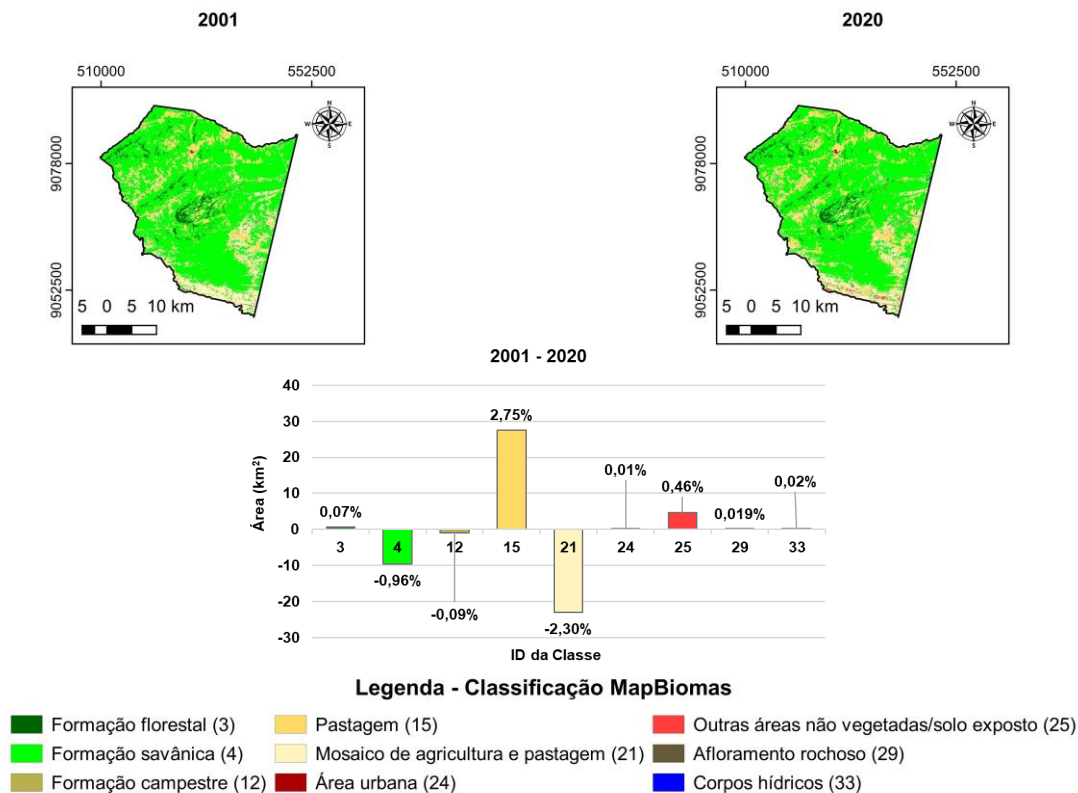 2001
2020
510000 552500
510000 552500
N
W E
S
N
W E
S
9078000
9078000
9052500
9052500
5 0 5 10 km
5 0 5 10 km
2001 - 2020
Área (km²)
40
30
20
10
0
-10
-20
-30
0,07%
-0,96%
-0,09%
2,75%
-2,30%
0,01%
0,46%
0,019%
0,02%
3 4 12 15 21 24 25 29 33
ID da Classe
Legenda - Classificação MapBiomas
Formação florestal (3)
Formação savânica (4)
Formação campestre (12)
Pastagem (15)
Mosaico de agricultura e pastagem (21)
Área urbana (24)
Outras áreas não vegetadas/solo exposto (25)
Afloramento rochoso (29)
Corpos hídricos (33)